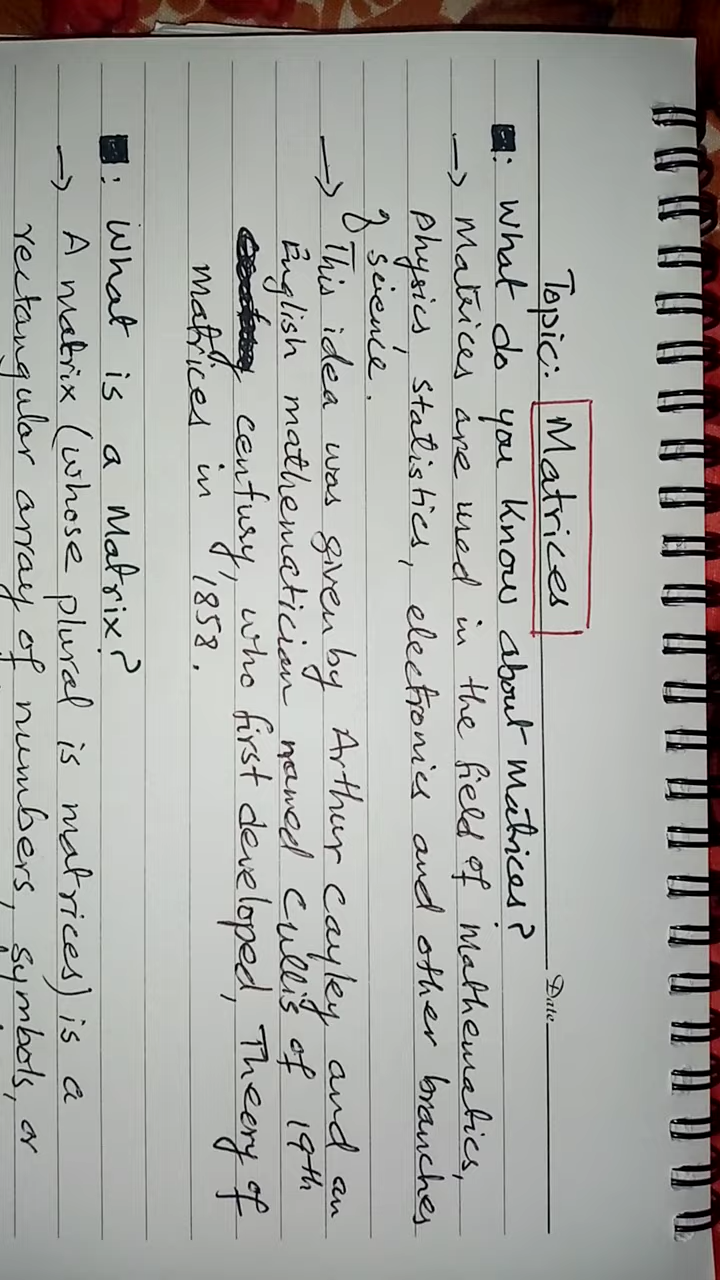 Topic: Matrices
Date
: What do you know about matrices?
→ Matrices are used in the field of mathematics,
physics, statistics, electronics and other branches
of science.
→ This idea was given by Arthur Cayley and an
English mathematician named Cullis of 19th
century, who first developed, Theory of
matrices in 1858.
: What is a Matrix?
→ A matrix (whose plural is matrices) is a
rectangular array of numbers, symbols, or